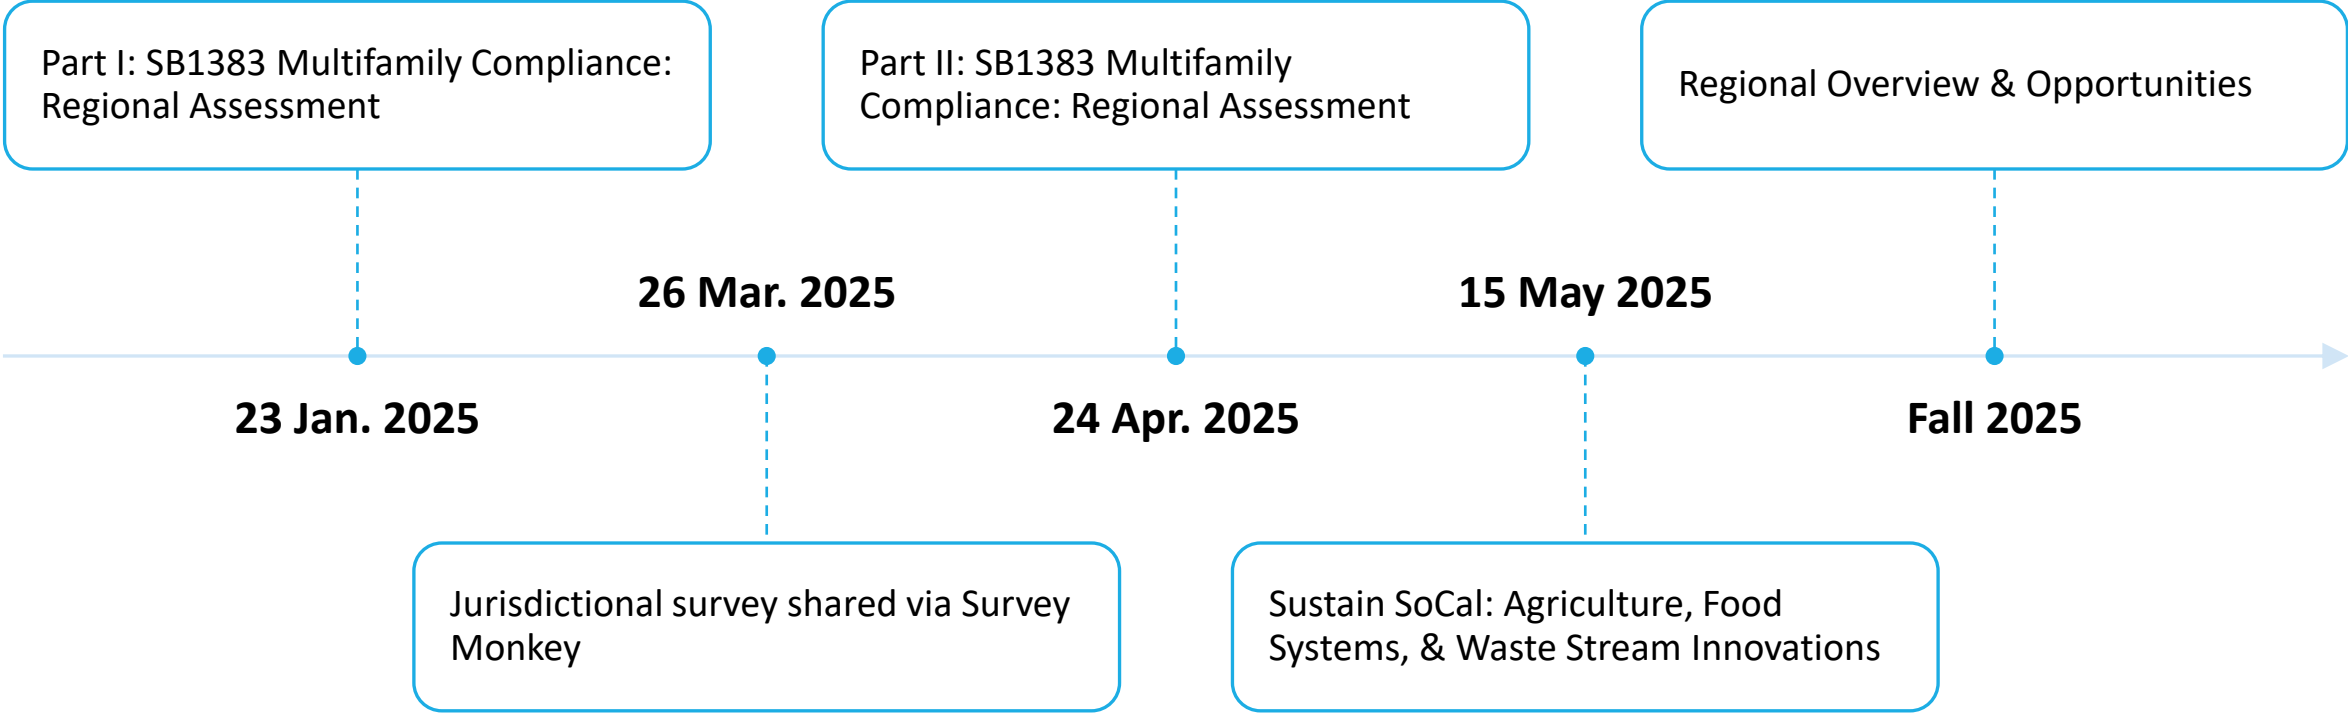 Part I: SB1383 Multifamily Compliance:
Regional Assessment
Part II: SB1383 Multifamily
Compliance: Regional Assessment
Regional Overview & Opportunities
26 Mar. 2025
15 May 2025
23 Jan. 2025
24 Apr. 2025
Fall 2025
Jurisdictional survey shared via Survey
Monkey
Sustain SoCal: Agriculture, Food
Systems, & Waste Stream Innovations